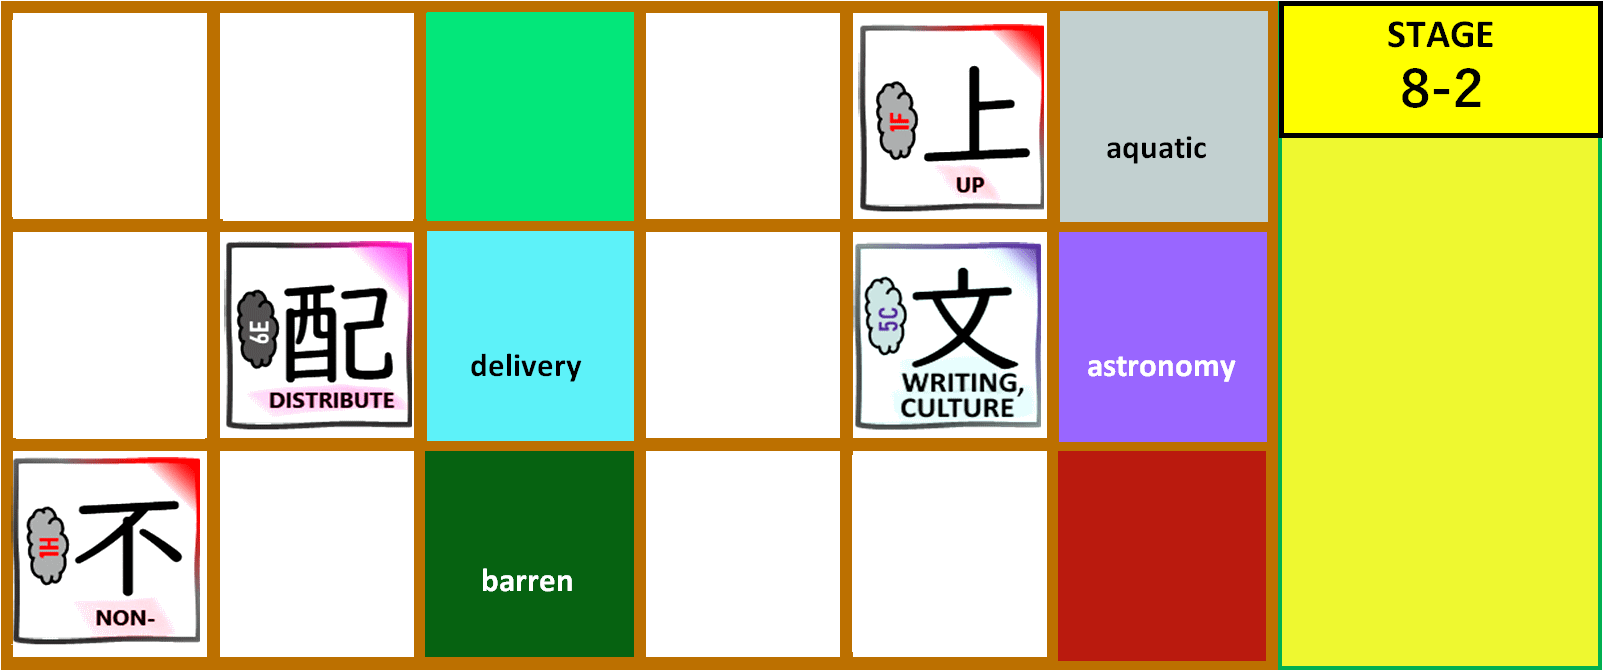 1F
上
UP
aquatic
STAGE
8-2
6E
配
DISTRIBUTE
delivery
5C
文
WRITING,
CULTURE
astronomy
1H
不
NON-
barren